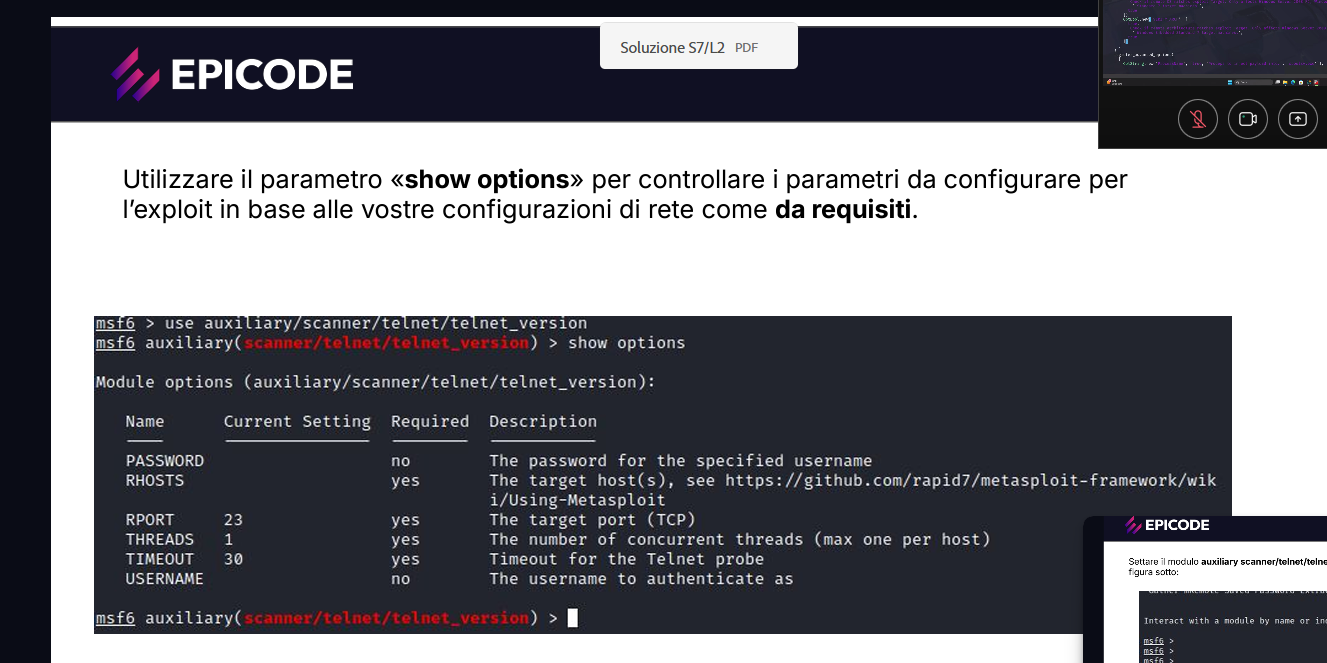 Soluzione S7/L2 PDF
EPICODE
Utilizzare il parametro «show options» per controllare i parametri da configurare per
l’exploit in base alle vostre configurazioni di rete come da requisiti.
msf6 > use auxiliary/scanner/telnet/telnet_version
msf6 auxiliary(scanner/telnet/telnet_version) > show options
Module options (auxiliary/scanner/telnet/telnet_version):
Name Current Setting Required Description
PASSWORD no The password for the specified username
RHOSTS yes The target host(s), see https://github.com/rapid7/metasploit-framework/wik
i/Using-Metasploit
RPORT 23 yes The target port (TCP)
THREADS 1 yes The number of concurrent threads (max one per host)
TIMEOUT 30 yes Timeout for the Telnet probe
USERNAME no The username to authenticate as
msf6 auxiliary(scanner/telnet/telnet_version) >
EPICODE
Settare il modulo auxiliary scanner/telnet/telne
figura sotto:
Interact with a module by name or in
msf6 >
msf6 >
msf6 >